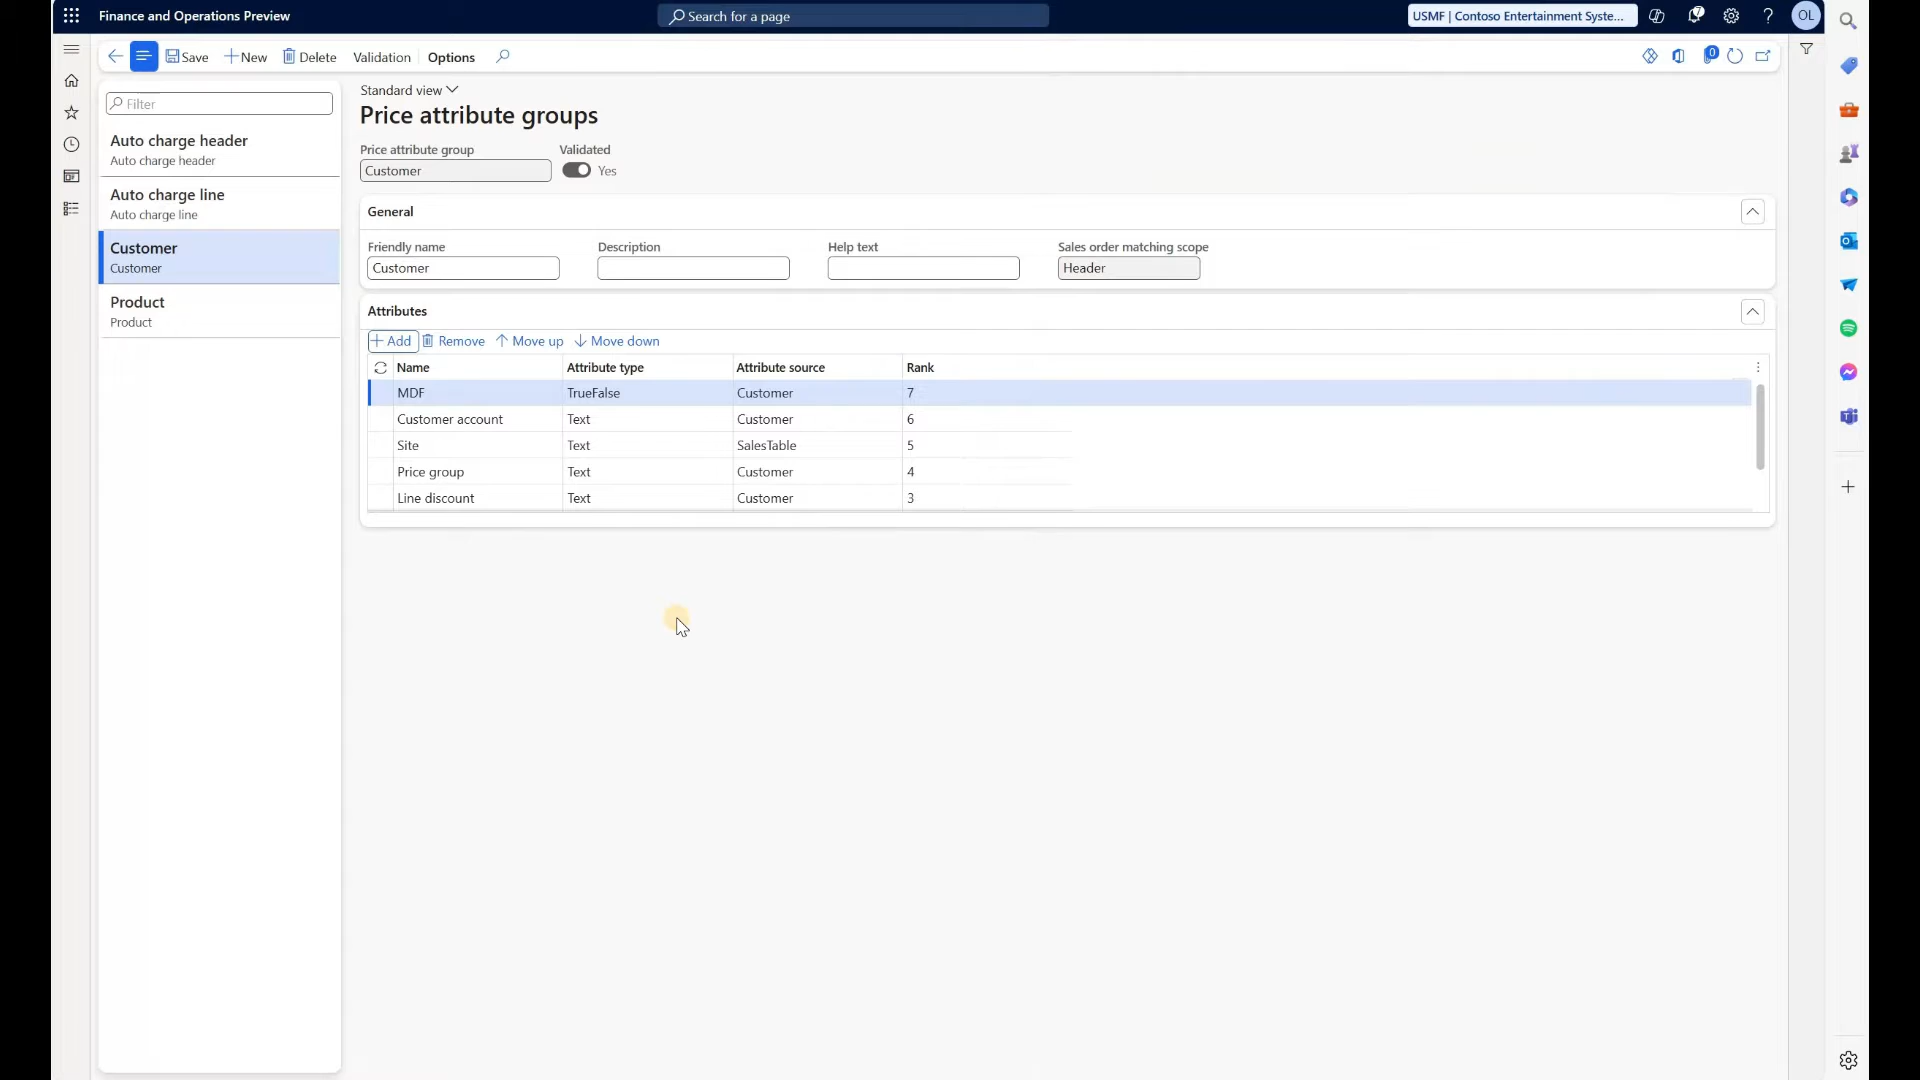 Finance and Operations Preview
Search for a page
USMF | Contoso Entertainment Syste...
7
?
OL
Save
New
Delete
Validation
Options
0
Filter
Auto charge header
Auto charge header
Auto charge line
Auto charge line
Customer
Customer
Product
Product
Standard view
Price attribute groups
Price attribute group
Validated
Customer
Yes
General
Friendly name
Description
Help text
Sales order matching scope
Customer
Header
Attributes
Add
Remove
Move up
Move down
Name Attribute type Attribute source Rank
MDF TrueFalse Customer 7
Customer account Text Customer 6
Site Text SalesTable 5
Price group Text Customer 4
Line discount Text Customer 3